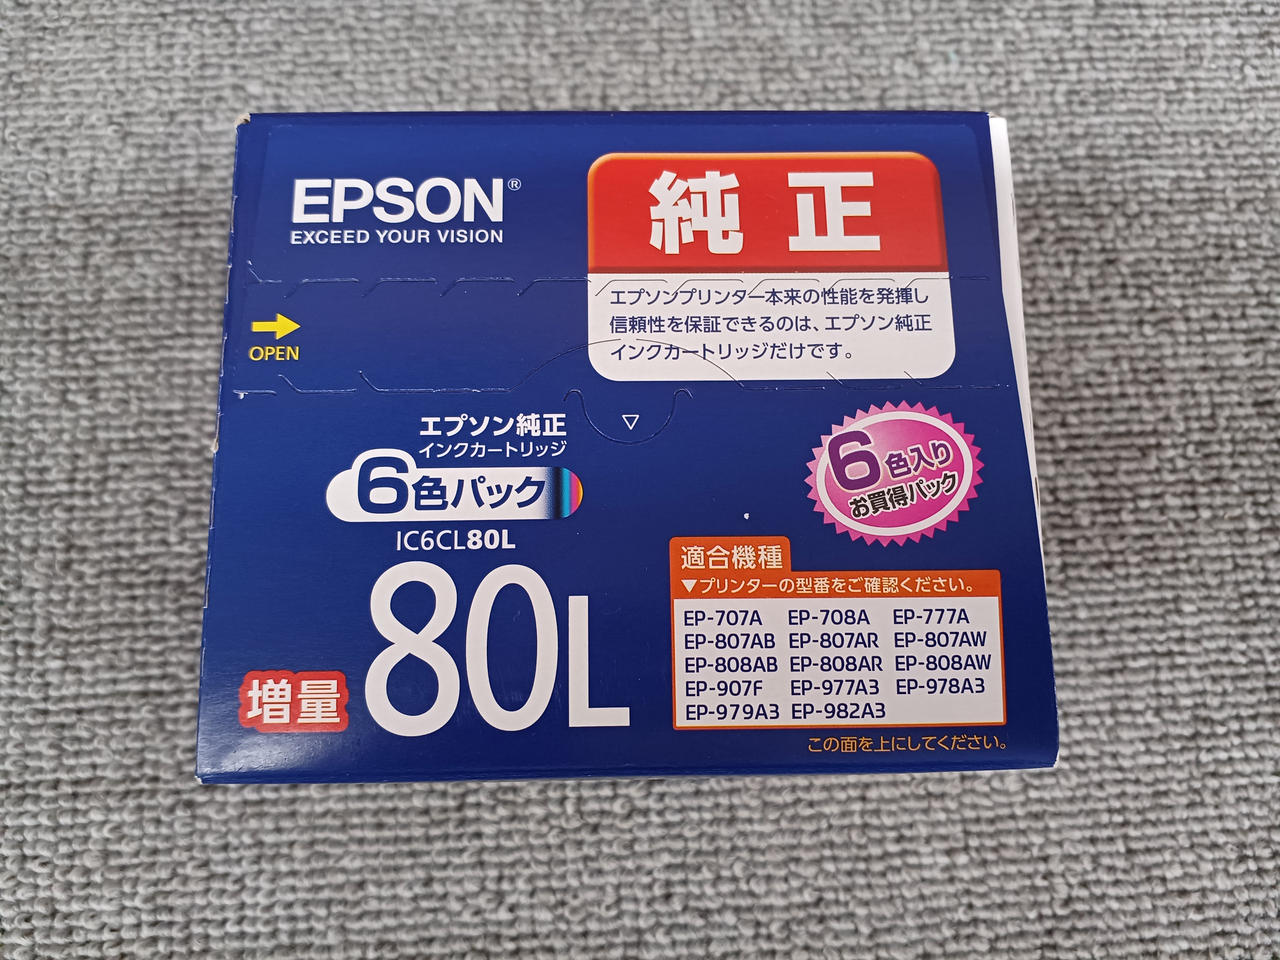 EPSON®
EXCEED YOUR VISION
純正
エプソンプリンター本来の性能を発揮し
信頼性を保証できるのは、エプソン純正
インクカートリッジだけです。
OPEN
エプソン純正
インクカートリッジ
6色パック
IC6CL80L
80L
増量
6色入り
お買得パック
適合機種
▼プリンターの型番をご確認ください。
EP-707A EP-708A EP-777A
EP-807AB EP-807AR EP-807AW
EP-808AB EP-808AR EP-808AW
EP-907F EP-977A3 EP-978A3
EP-979A3 EP-982A3
この面を上にしてください。